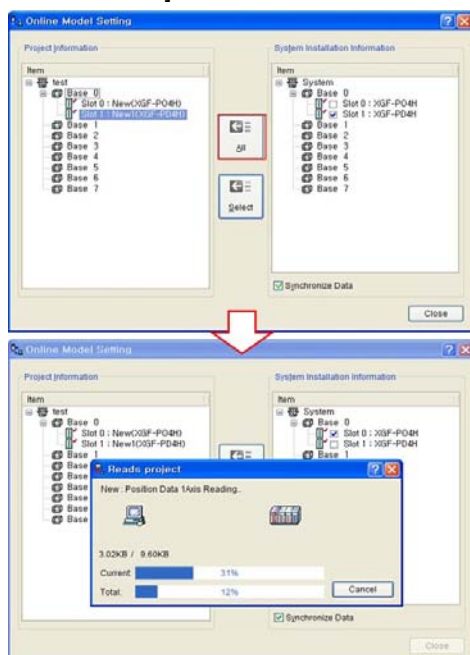 Online Model Setting
Project Information
System Installation Information
Item
test
Base 0
Slot 0 : New(XGF-PO4H)
Slot 1 : New1(XGF-PD4H)
Base 1
Base 2
Base 3
Base 4
Base 5
Base 6
Base 7
All
Select
Item
System
Base 0
Slot 0 : XGF-PO4H
Slot 1 : XGF-PD4H
Base 1
Base 2
Base 3
Base 4
Base 5
Base 6
Base 7
Synchronize Data
Close
Online Model Setting
Project Information
System Installation Information
Item
test
Base 0
Slot 0 : New(XGF-PO4H)
Slot 1 : New1(XGF-PD4H)
Base 1
Base
Base
Base
Base
Base
Base
Item
System
Base 0
Slot 0 : XGF-PO4H
Slot 1 : XGF-PD4H
Base 1
Reads project
New : Position Data 1Axis Reading..
3.02KB / 9.60KB
Current: 31%
Total: 12%
Cancel
Synchronize Data
Close